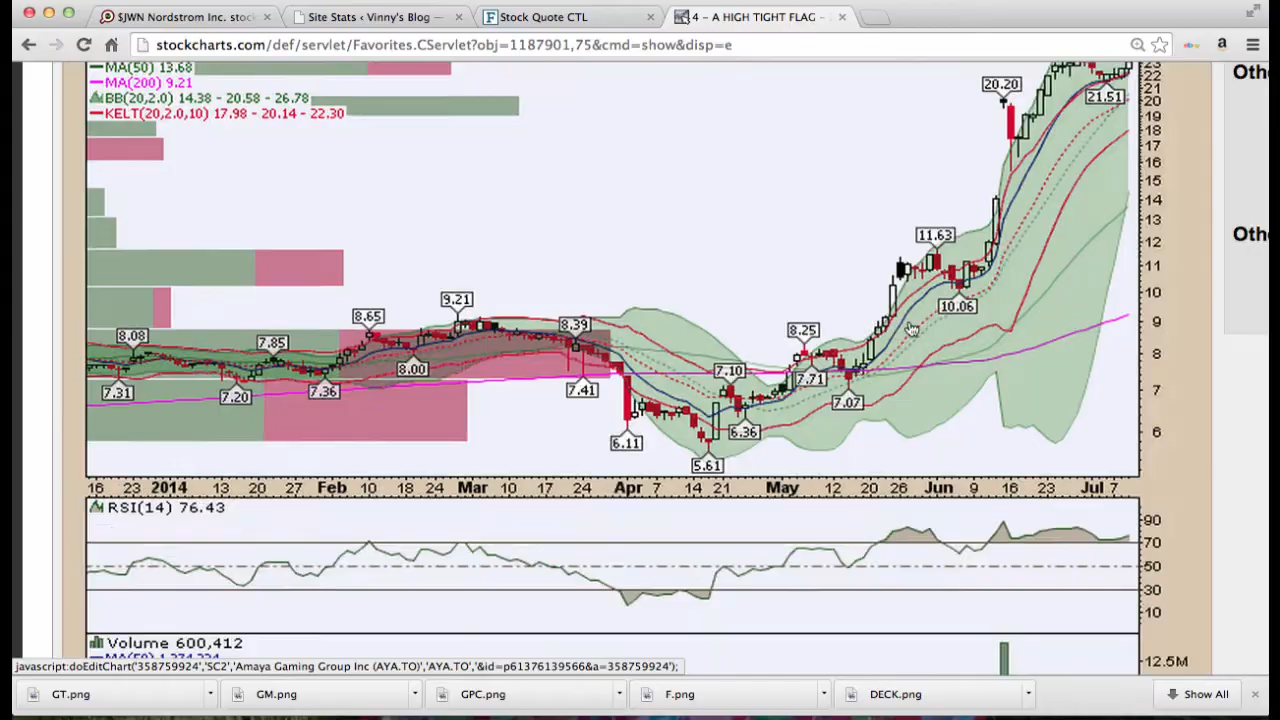 $JWN Nordstrom Inc. stoc
Site Stats ‹ Vinny's Blog —
Stock Quote CTL
4 – A HIGH TIGHT FLAG –
stockcharts.com/def/servlet/Favorites.CServlet?obj=1187901,75&cmd=show&disp=e
MA(50) 13.68
MA(200) 9.21
BB(20,2.0) 14.38 - 20.58 - 26.78
KELT(20,2.0,10) 17.98 - 20.14 - 22.30
20.20
21.51
11.63
10.06
9.21
8.65
8.39
8.25
8.08
7.85
8.00
7.71
7.41
7.10
7.31
7.20
7.36
7.07
6.36
6.11
5.61
23
22
21
20
19
18
17
16
15
14
13
12
11
10
9
8
7
6
Othe
Othe
16 23 2014 13 20 27 Feb 10 18 24 Mar 10 17 24 Apr 7 14 21 May 12 20 26 Jun 9 16 23 Jul 7
RSI(14) 76.43
90
70
50
30
10
Volume 600,412
12.5M
javascript:doEditChart('358759924','SC2','Amaya Gaming Group Inc (AYA.TO)','AYA.TO','&id=p61376139566&a=358759924');
GT.png
GM.png
GPC.png
F.png
DECK.png
Show All